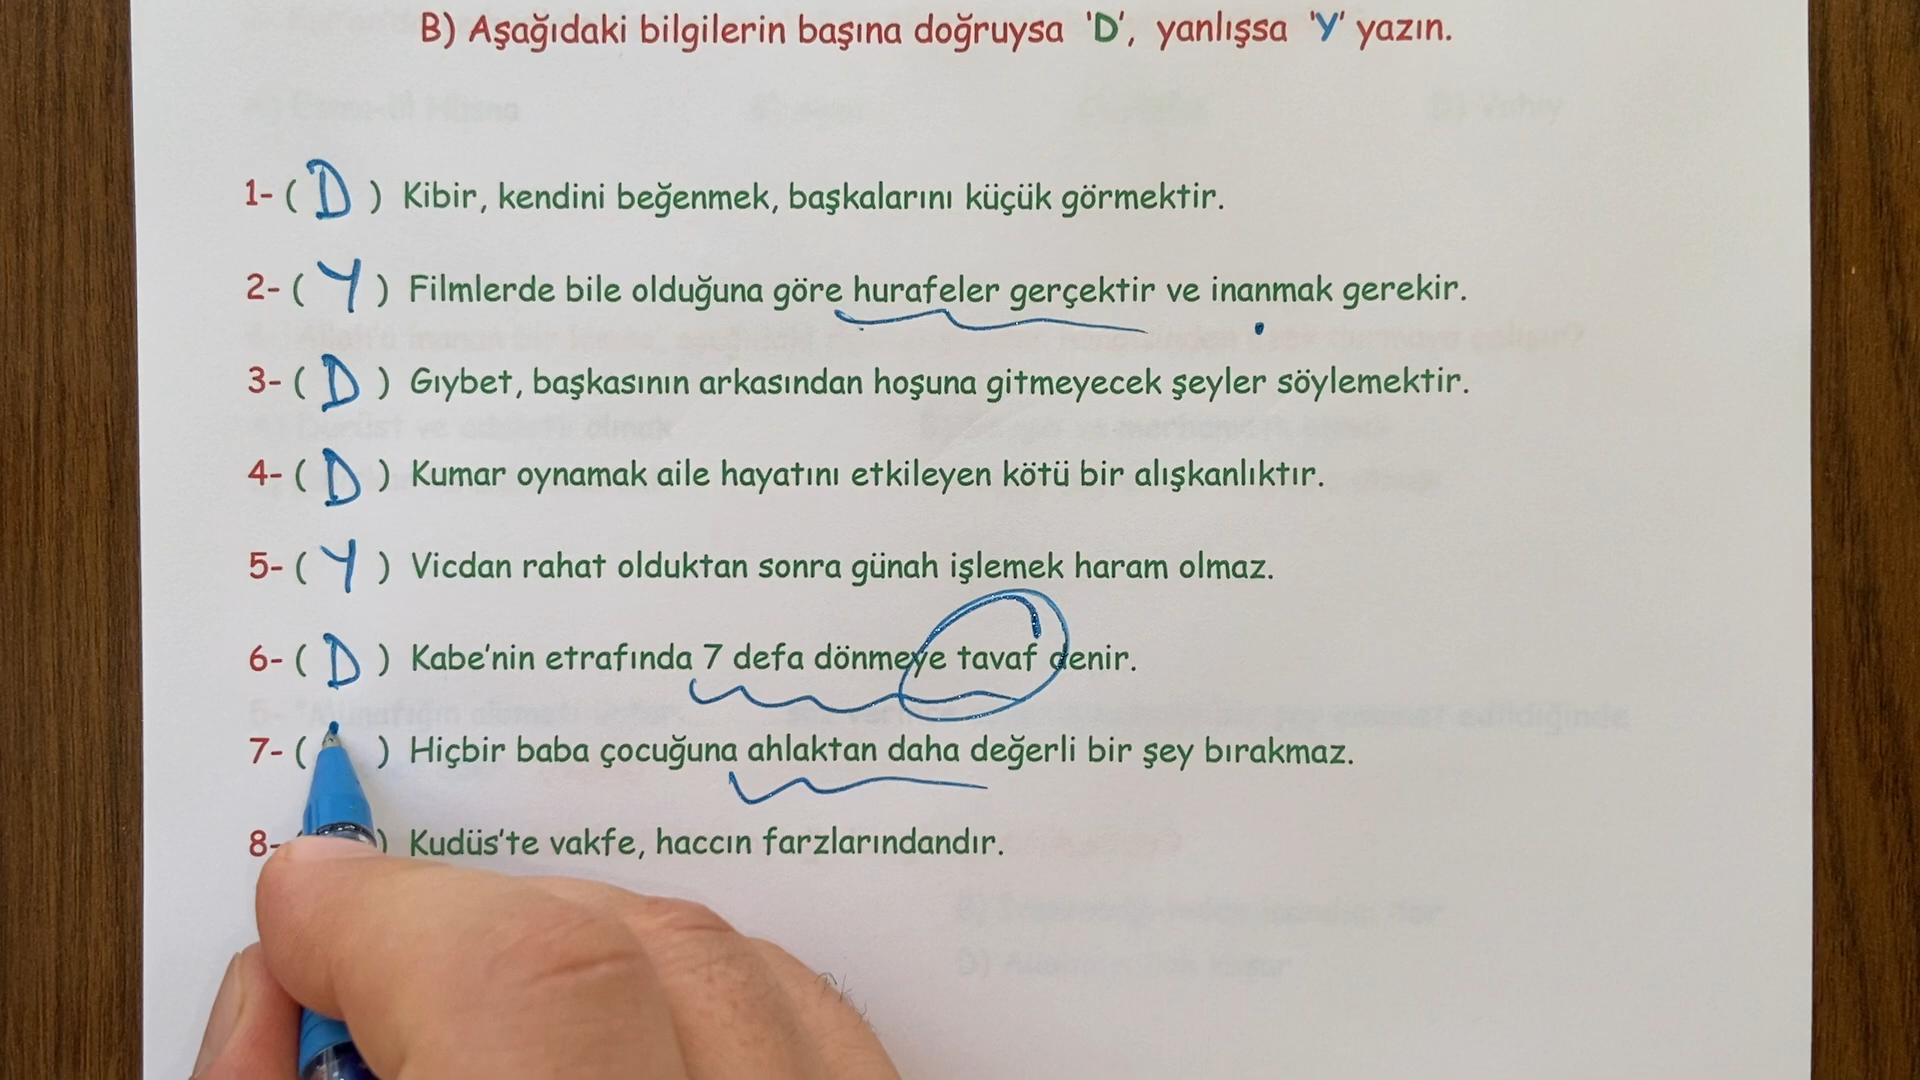 B) Aşağıdaki bilgilerin başına doğruysa 'D', yanlışsa 'Y' yazın.
1- ( D ) Kibir, kendini beğenmek, başkalarını küçük görmektir.
2- ( Y ) Filmlerde bile olduğuna göre hurafeler gerçektir ve inanmak gerekir.
3- ( D ) Gıybet, başkasının arkasından hoşuna gitmeyecek şeyler söylemektir.
4- ( D ) Kumar oynamak aile hayatını etkileyen kötü bir alışkanlıktır.
5- ( Y ) Vicdan rahat olduktan sonra günah işlemek haram olmaz.
6- ( D ) Kabe'nin etrafında 7 defa dönmeye tavaf denir.
7- ( ) Hiçbir baba çocuğuna ahlaktan daha değerli bir şey bırakmaz.
8- ) Kudüs'te vakfe, haccın farzlarındandır.